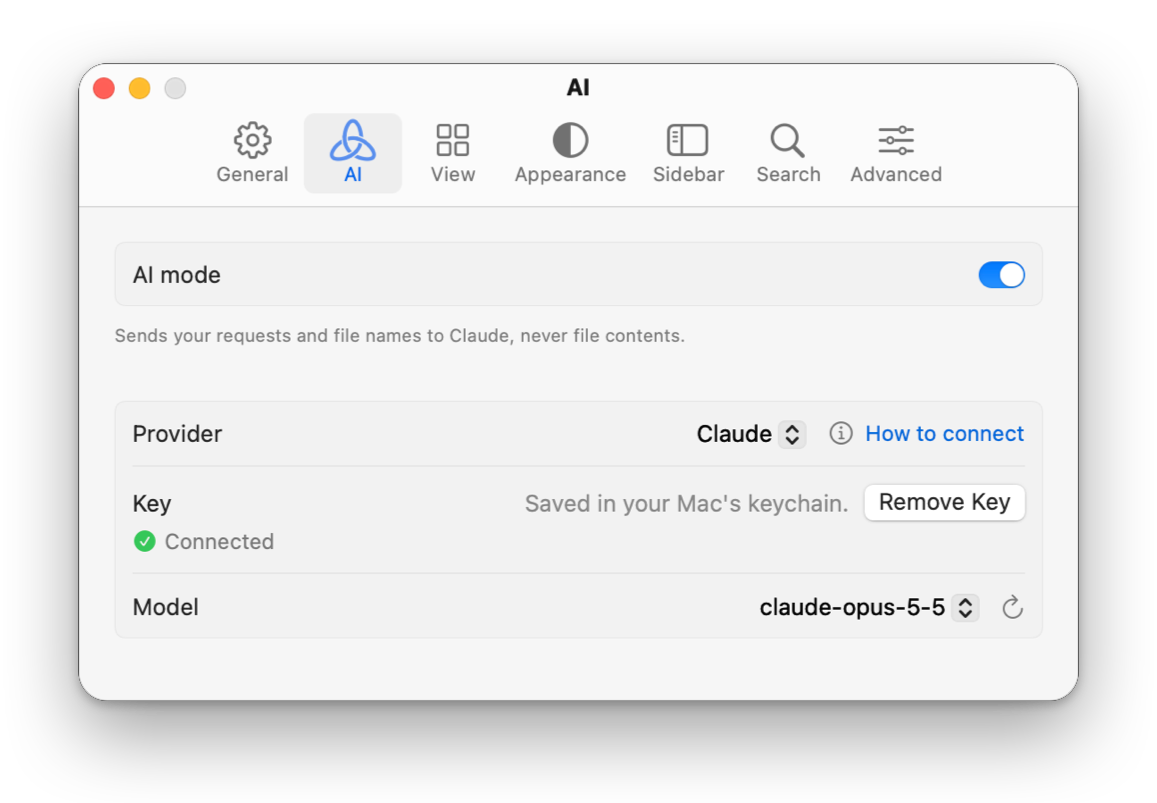 AI
General
AI
View
Appearance
Sidebar
Search
Advanced
AI mode
Sends your requests and file names to Claude, never file contents.
Provider
Claude
How to connect
Key
Saved in your Mac's keychain.
Remove Key
Connected
Model
claude-opus-5-5